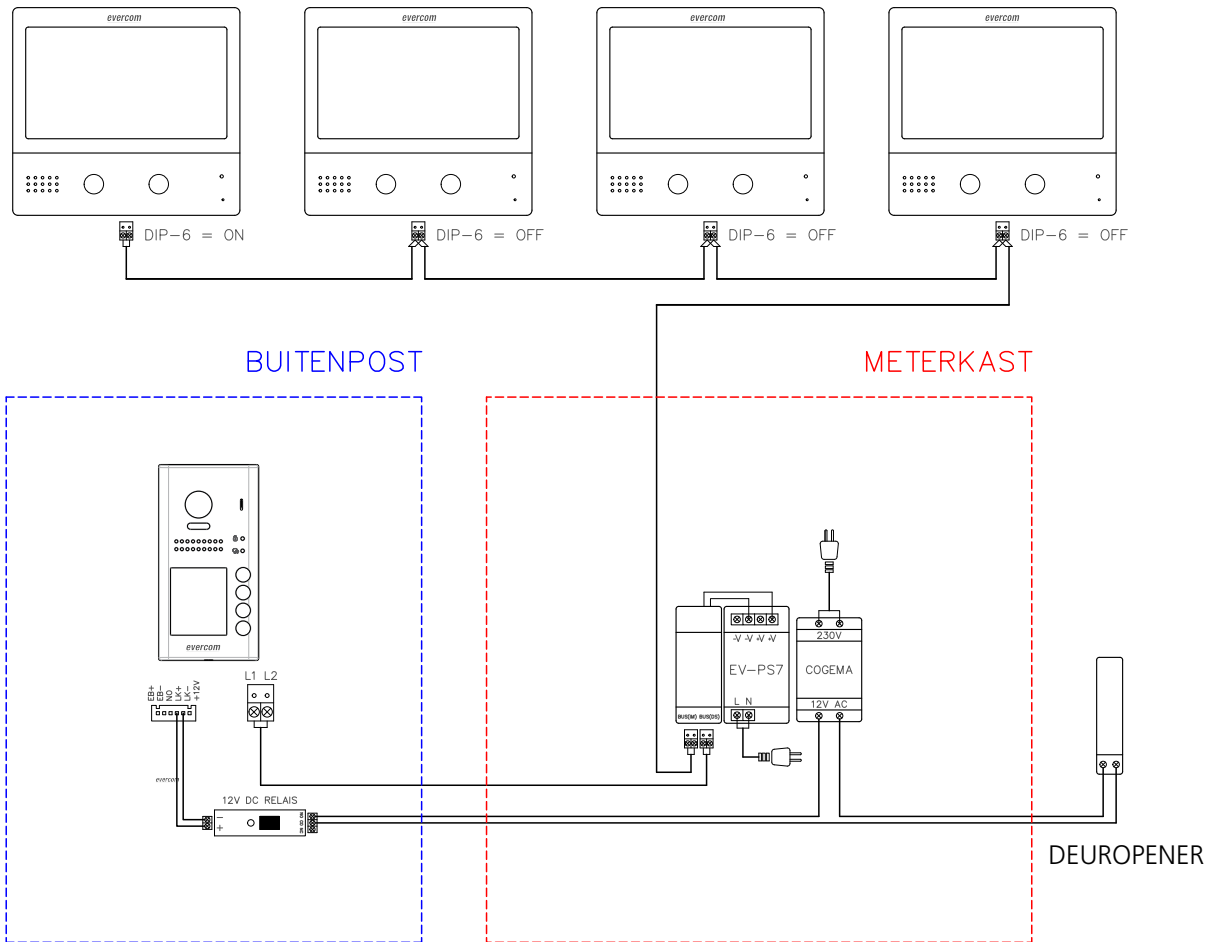 evercom evercom evercom evercom
DIP-6 = ON DIP-6 = OFF DIP-6 = OFF DIP-6 = OFF
BUITENPOST
METERKAST
evercom
L1 L2
EB+
EB-
NO
LK+
LK-
+12V
evercom
12V DC RELAIS
-
+
-V -V +V +V
EV-PS7
L N
BUS(IM) BUS(DS)
230V
COGEMA
12V AC
DEUROPENER